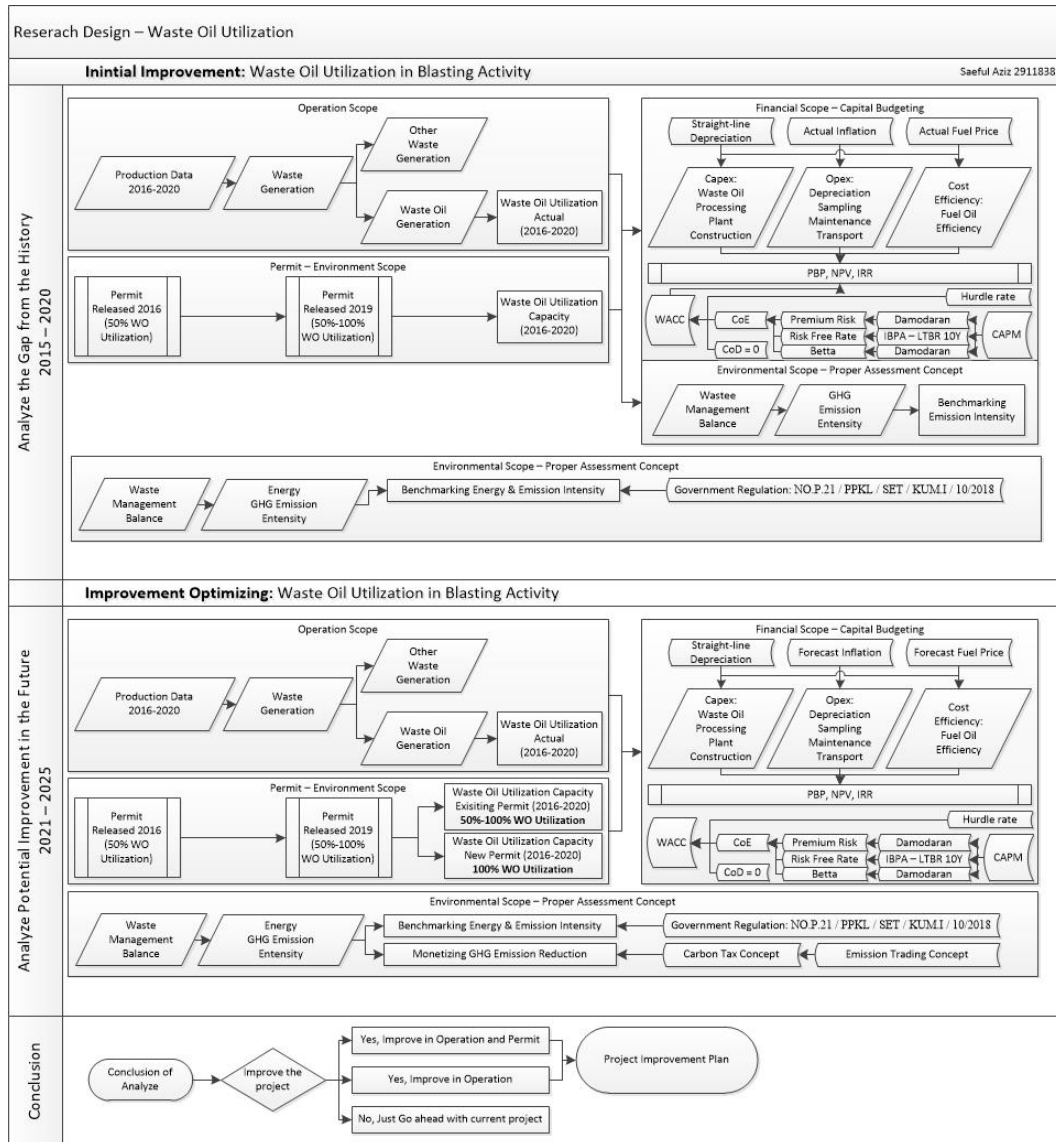 Reserach Design – Waste Oil Utilization
Inintial Improvement: Waste Oil Utilization in Blasting Activity
Saeful Aziz 2911838
Analyze the Gap from the History
2015 – 2020
Operation Scope
Production Data
2016-2020
Waste
Generation
Other
Waste
Generation
Waste Oil
Generation
Waste Oil Utilization
Actual
(2016-2020)
Permit – Environment Scope
Permit
Released 2016
(50% WO
Utilization)
Permit
Released 2019
(50%-100%
WO Utilization)
Waste Oil Utilization
Capacity
(2016-2020)
Financial Scope – Capital Budgeting
Straight-line
Depreciation
Actual Inflation
Actual Fuel Price
Capex:
Waste Oil
Processing
Plant
Construction
Opex:
Depreciation
Sampling
Maintenance
Transport
Cost
Efficiency:
Fuel Oil
Efficiency
PBP, NPV, IRR
Hurdle rate
WACC
CoE
Premium Risk
Damodaran
CAPM
Risk Free Rate
IBPA – LTBR 10Y
CoD = 0
Betta
Damodaran
Environmental Scope – Proper Assessment Concept
Wastee
Management
Balance
GHG
Emission
Entensity
Benchmarking
Emission Intensity
Environmental Scope – Proper Assessment Concept
Waste
Management
Balance
Energy
GHG Emission
Entensity
Benchmarking Energy & Emission Intensity
Government Regulation: NO.P.21 / PPKL / SET / KUM.I / 10/2018
Improvement Optimizing: Waste Oil Utilization in Blasting Activity
Analyze Potential Improvement in the Future
2021 – 2025
Operation Scope
Production Data
2016-2020
Waste
Generation
Other
Waste
Generation
Waste Oil
Generation
Waste Oil Utilization
Actual
(2016-2020)
Permit – Environment Scope
Permit
Released 2016
(50% WO
Utilization)
Permit
Released 2019
(50%-100%
WO Utilization)
Waste Oil Utilization Capacity
Exisiting Permit (2016-2020)
50%-100% WO Utilization
Waste Oil Utilization Capacity
New Permit (2016-2020)
100% WO Utilization
Financial Scope – Capital Budgeting
Straight-line
Depreciation
Forecast Inflation
Forecast Fuel Price
Capex:
Waste Oil
Processing
Plant
Construction
Opex:
Depreciation
Sampling
Maintenance
Transport
Cost
Efficiency:
Fuel Oil
Efficiency
PBP, NPV, IRR
Hurdle rate
WACC
CoE
Premium Risk
Damodaran
CAPM
Risk Free Rate
IBPA – LTBR 10Y
CoD = 0
Betta
Damodaran
Environmental Scope – Proper Assessment Concept
Waste
Management
Balance
Energy
GHG Emission
Entensity
Benchmarking Energy & Emission Intensity
Government Regulation: NO.P.21 / PPKL / SET / KUM.I / 10/2018
Monetizing GHG Emission Reduction
Carbon Tax Concept
Emission Trading Concept
Conclusion
Conclusion of
Analyze
Improve the
project
Yes, Improve in Operation and Permit
Yes, Improve in Operation
No, Just Go ahead with current project
Project Improvement Plan